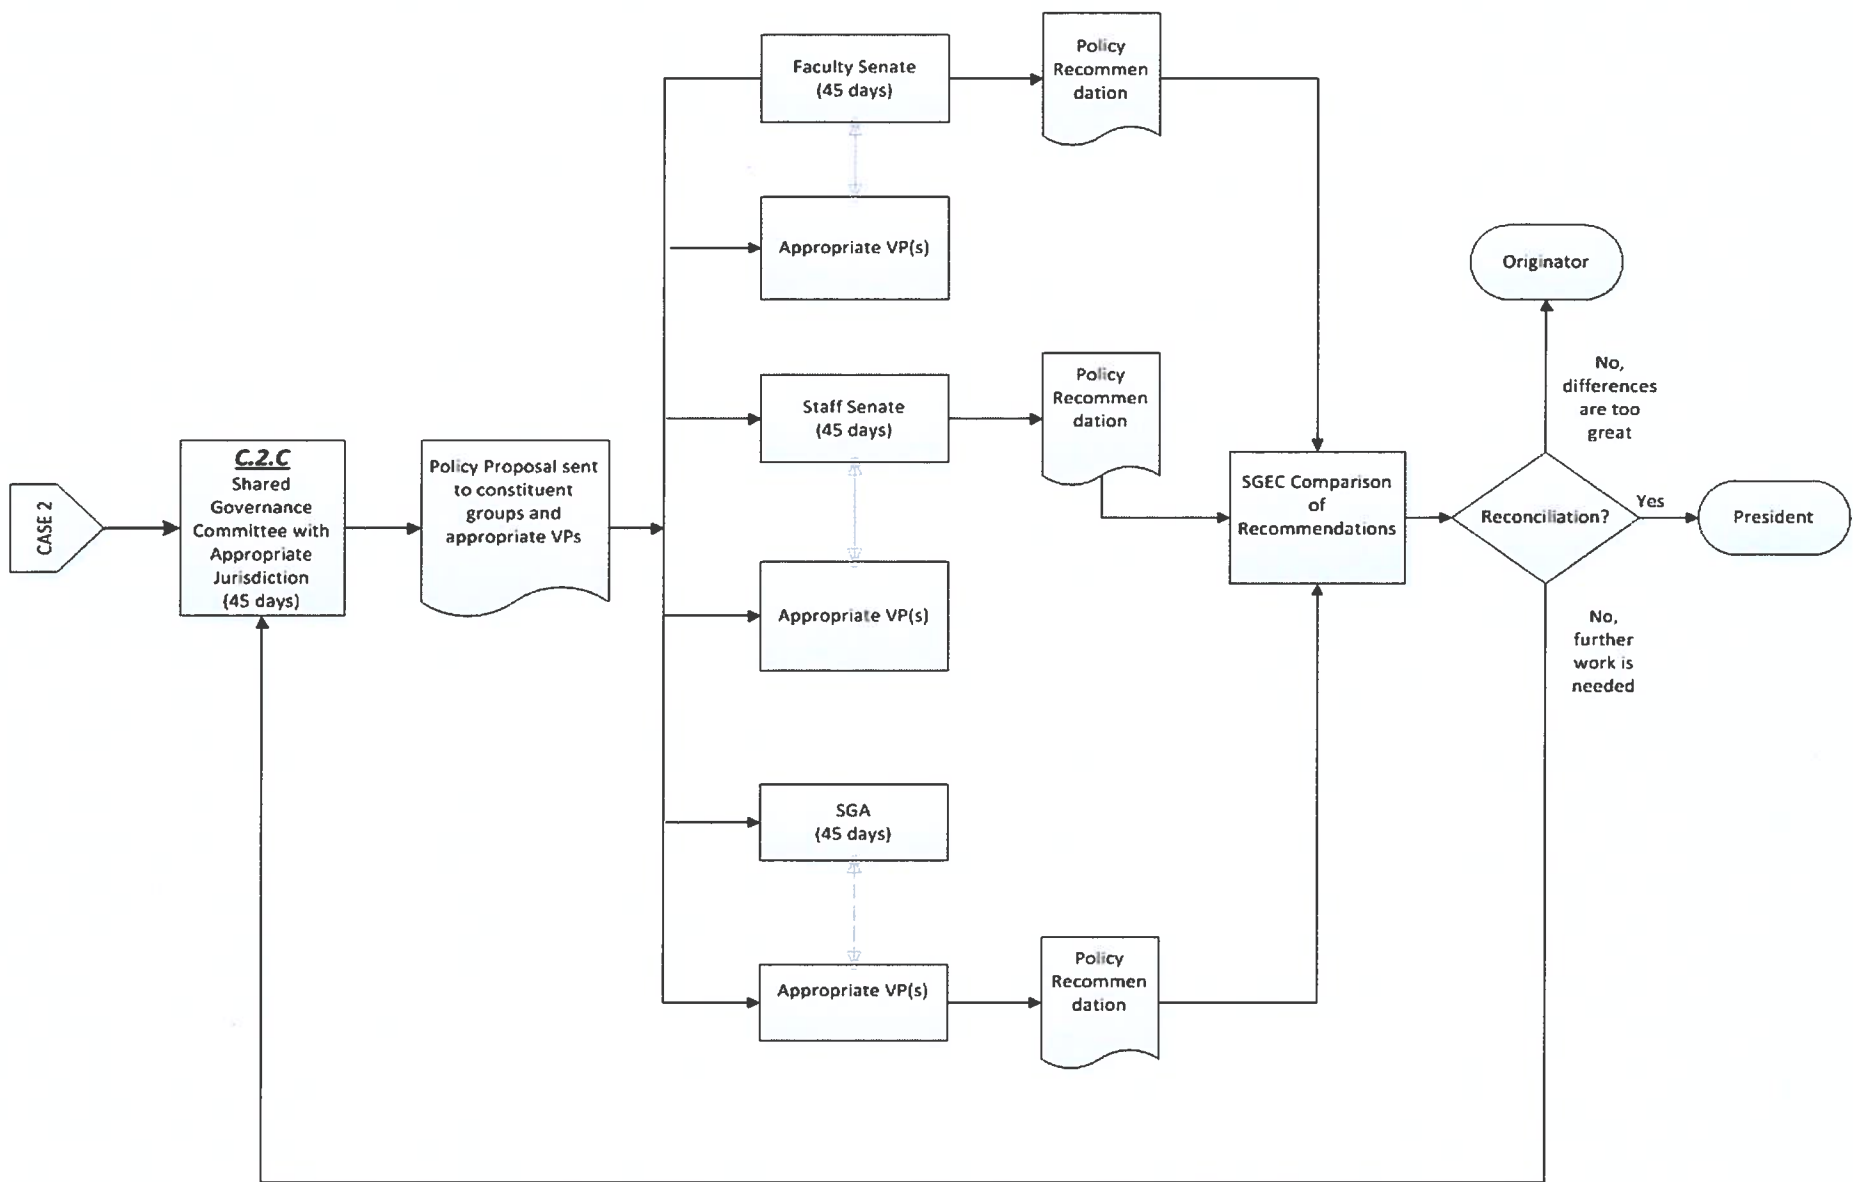 CASE 2
C.2.C
Shared
Governance
Committee with
Appropriate
Jurisdiction
(45 days)
Policy Proposal sent
to constituent
groups and
appropriate VPs
Faculty Senate
(45 days)
Policy
Recommen
dation
Appropriate VP(s)
Staff Senate
(45 days)
Policy
Recommen
dation
Appropriate VP(s)
SGA
(45 days)
Appropriate VP(s)
Policy
Recommen
dation
SGEC Comparison
of
Recommendations
Reconciliation?
Originator
No,
differences
are too
great
Yes
President
No,
further
work is
needed